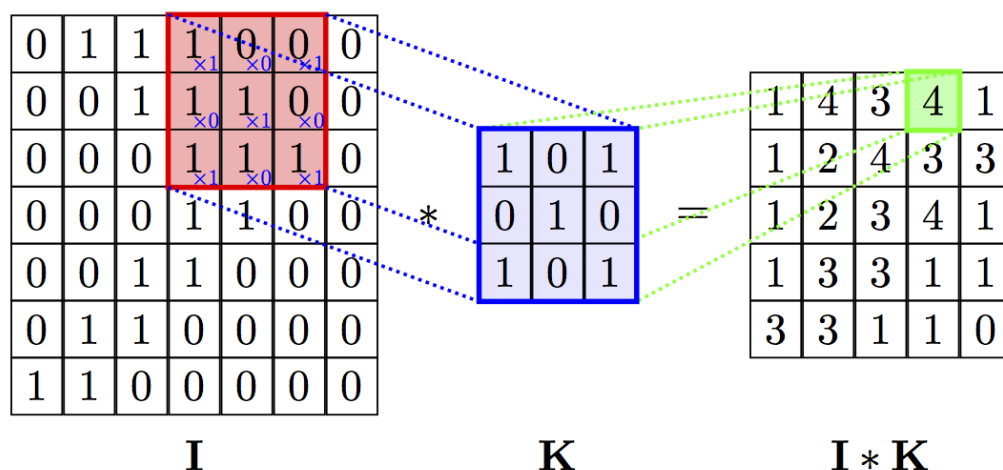 0 1 1 1×1 0×0 0×1 0
0 0 1 1×0 1×1 0×0 0
0 0 0 1×1 1×0 1×1 0
0 0 0 1 1 0 0
0 0 1 1 0 0 0
0 1 1 0 0 0 0
1 1 0 0 0 0 0
I
*
1 0 1
0 1 0
1 0 1
K
=
1 4 3 4 1
1 2 4 3 3
1 2 3 4 1
1 3 3 1 1
3 3 1 1 0
I * K